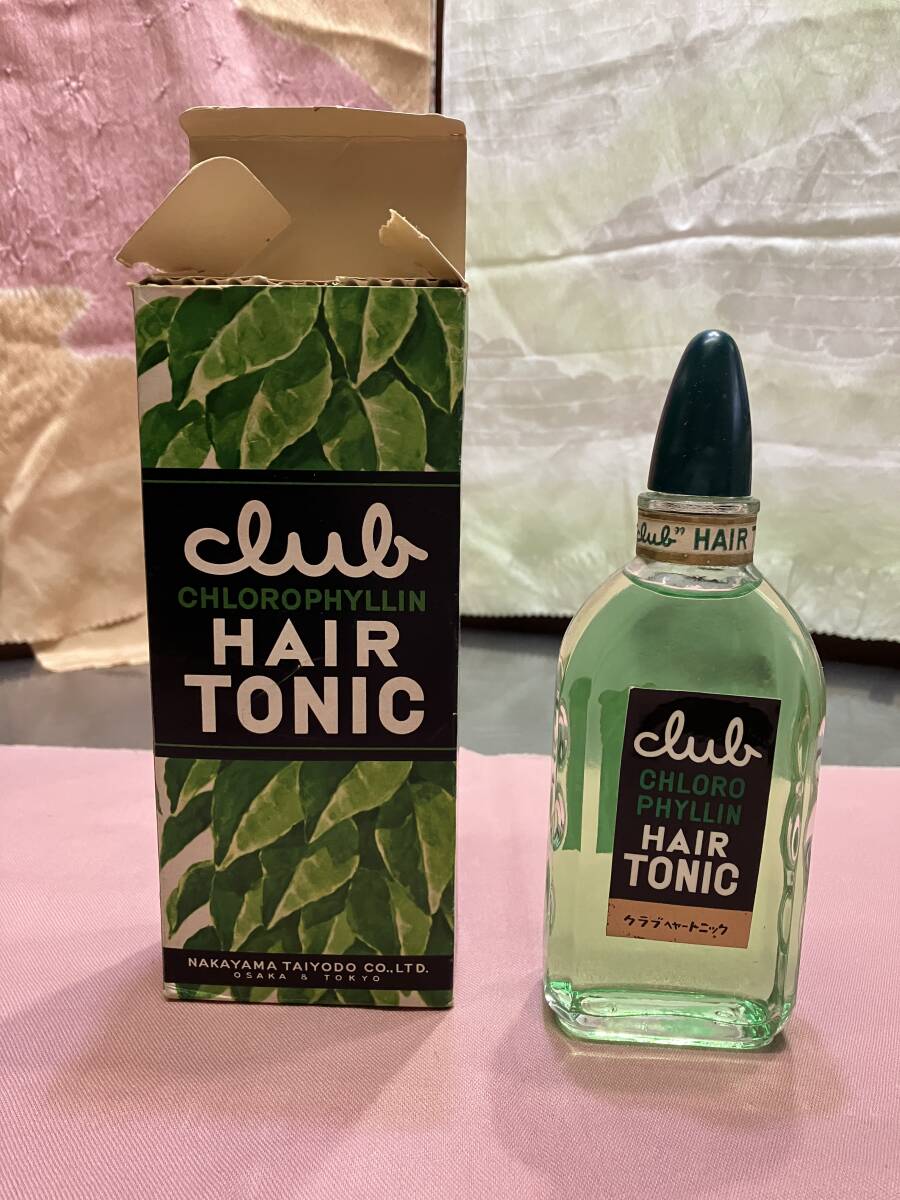 club
CHLOROPHYLLIN
HAIR
TONIC
NAKAYAMA TAIYODO CO.,LTD.
OSAKA & TOKYO
club” HAIR
club
CHLORO
PHYLLIN
HAIR
TONIC
クラブヘヤートニック